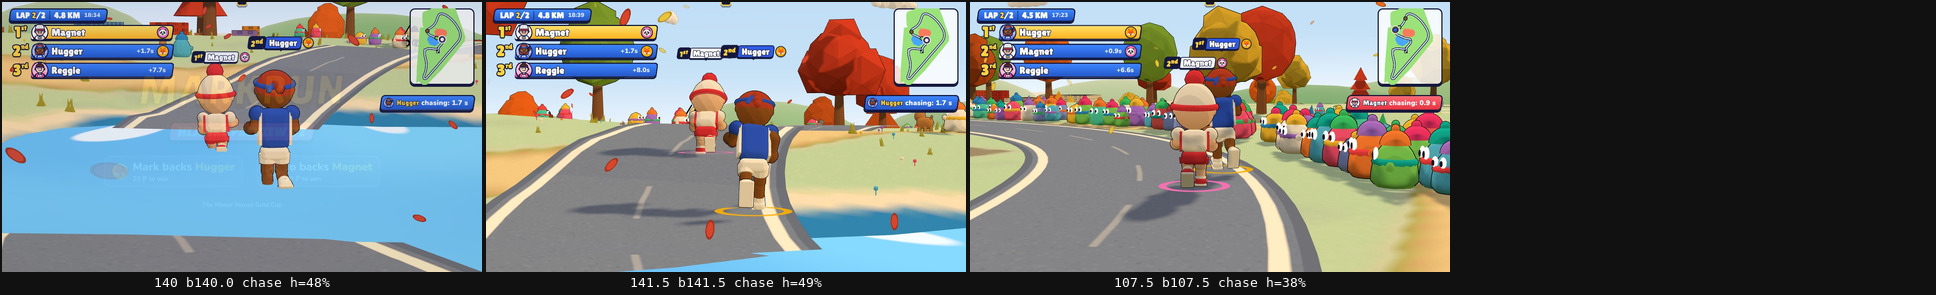 LAP 2/2 4.8 KM 18:34
1st Magnet
2nd Hugger +1.7s
3rd Reggie +7.7s
2nd Hugger
1st Magnet
Hugger chasing: 1.7 s
Mark backs Hugger
backs Magnet
140 b140.0 chase h=48%
LAP 2/2 4.8 KM 18:39
1st Magnet
2nd Hugger +1.7s
3rd Reggie +8.0s
1st Magnet
2nd Hugger
Hugger chasing: 1.7 s
141.5 b141.5 chase h=49%
LAP 2/2 4.5 KM 17:23
1st Hugger
2nd Magnet +0.9s
3rd Reggie +6.6s
1st Hugger
2nd Magnet
Magnet chasing: 0.9 s
107.5 b107.5 chase h=38%